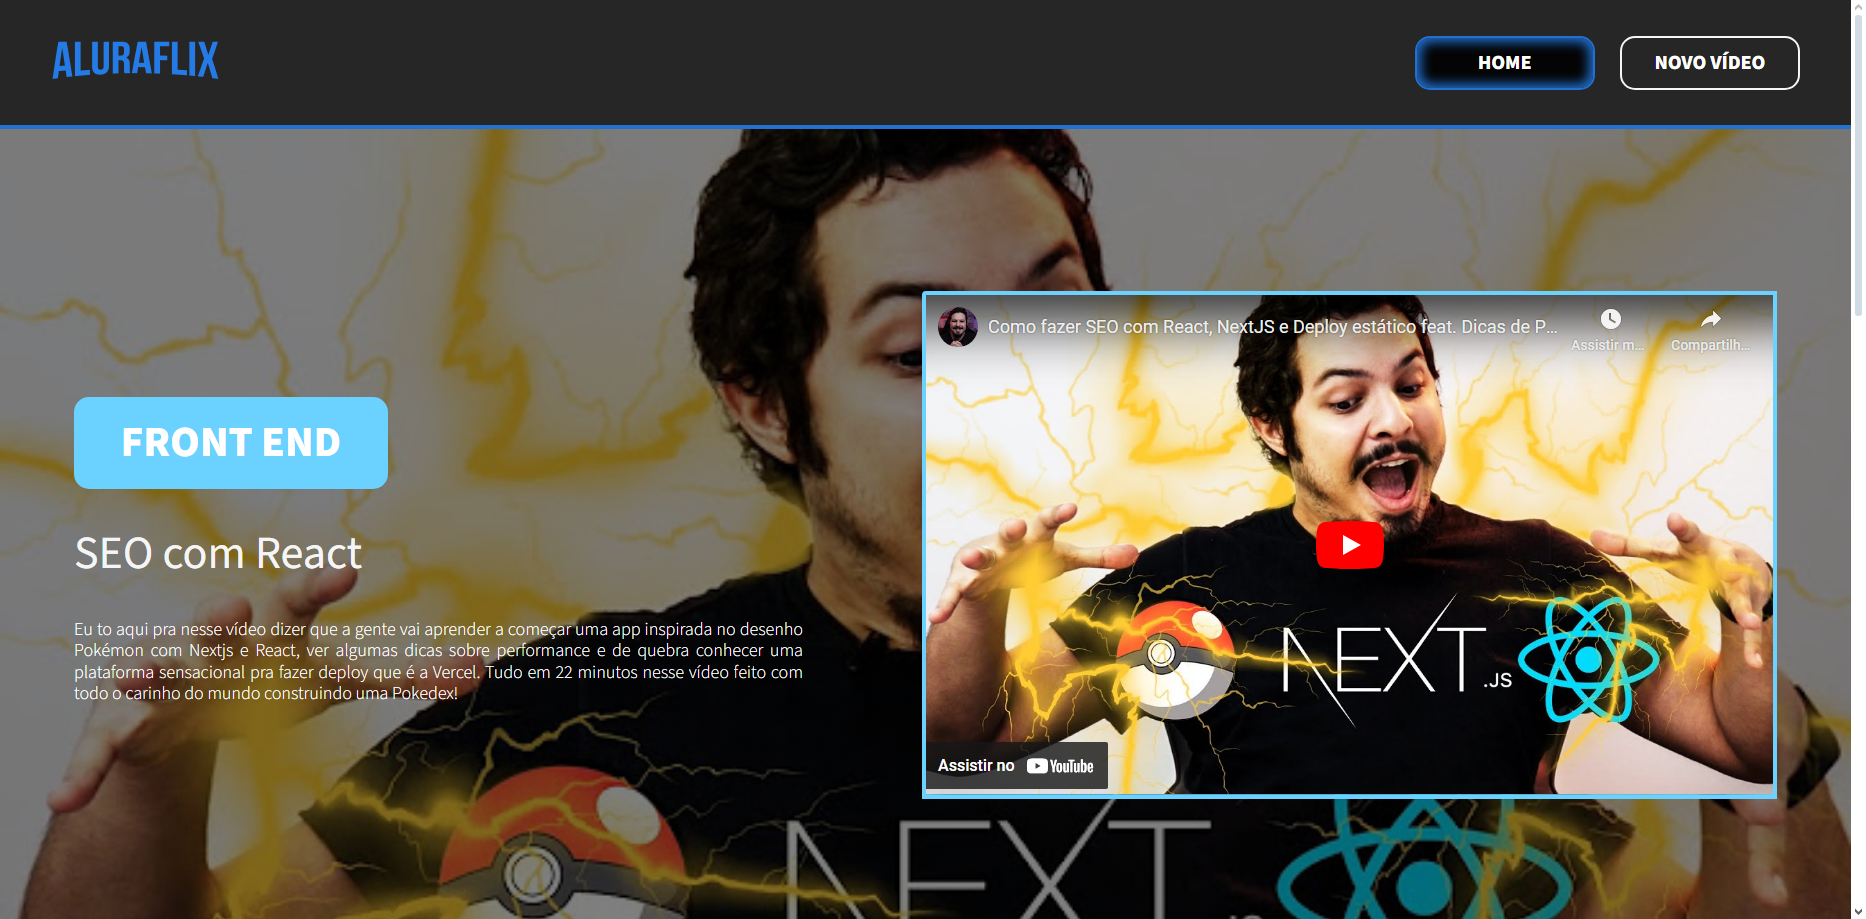 ALURAFLIX
HOME
NOVO VÍDEO
Como fazer SEO com React, NextJS e Deploy estático feat. Dicas de P...
Assistir m...
Compartilh...
FRONT END
SEO com React
Eu to aqui pra nesse vídeo dizer que a gente vai aprender a começar uma app inspirada no desenho
Pokémon com Nextjs e React, ver algumas dicas sobre performance e de quebra conhecer uma
plataforma sensacional pra fazer deploy que é a Vercel. Tudo em 22 minutos nesse vídeo feito com
todo o carinho do mundo construindo uma Pokedex!
NEXT.JS
Assistir no YouTube
NEXT.JS